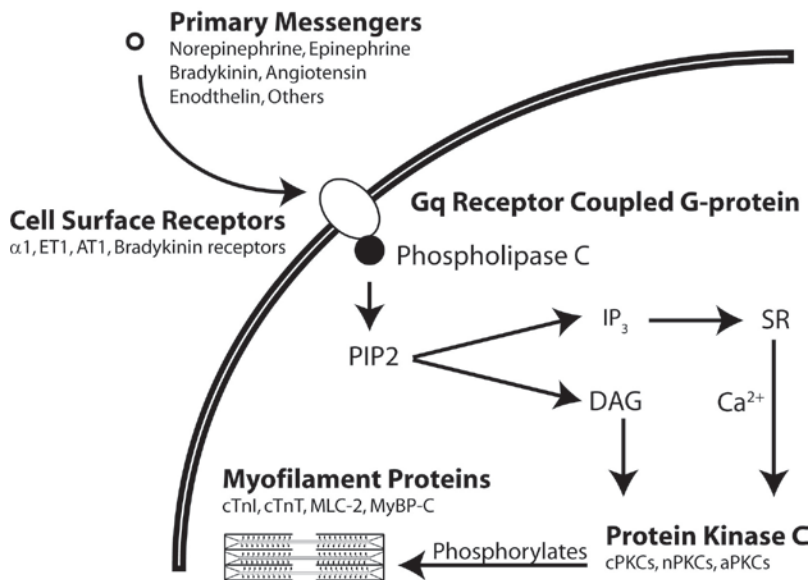 Primary Messengers
Norepinephrine, Epinephrine
Bradykinin, Angiotensin
Enodthelin, Others
Gq Receptor Coupled G-protein
Cell Surface Receptors
α1, ET1, AT1, Bradykinin receptors
Phospholipase C
IP₃
SR
PIP2
DAG
Ca²⁺
Myofilament Proteins
cTnI, cTnT, MLC-2, MyBP-C
Protein Kinase C
Phosphorylates
cPKCs, nPKCs, aPKCs